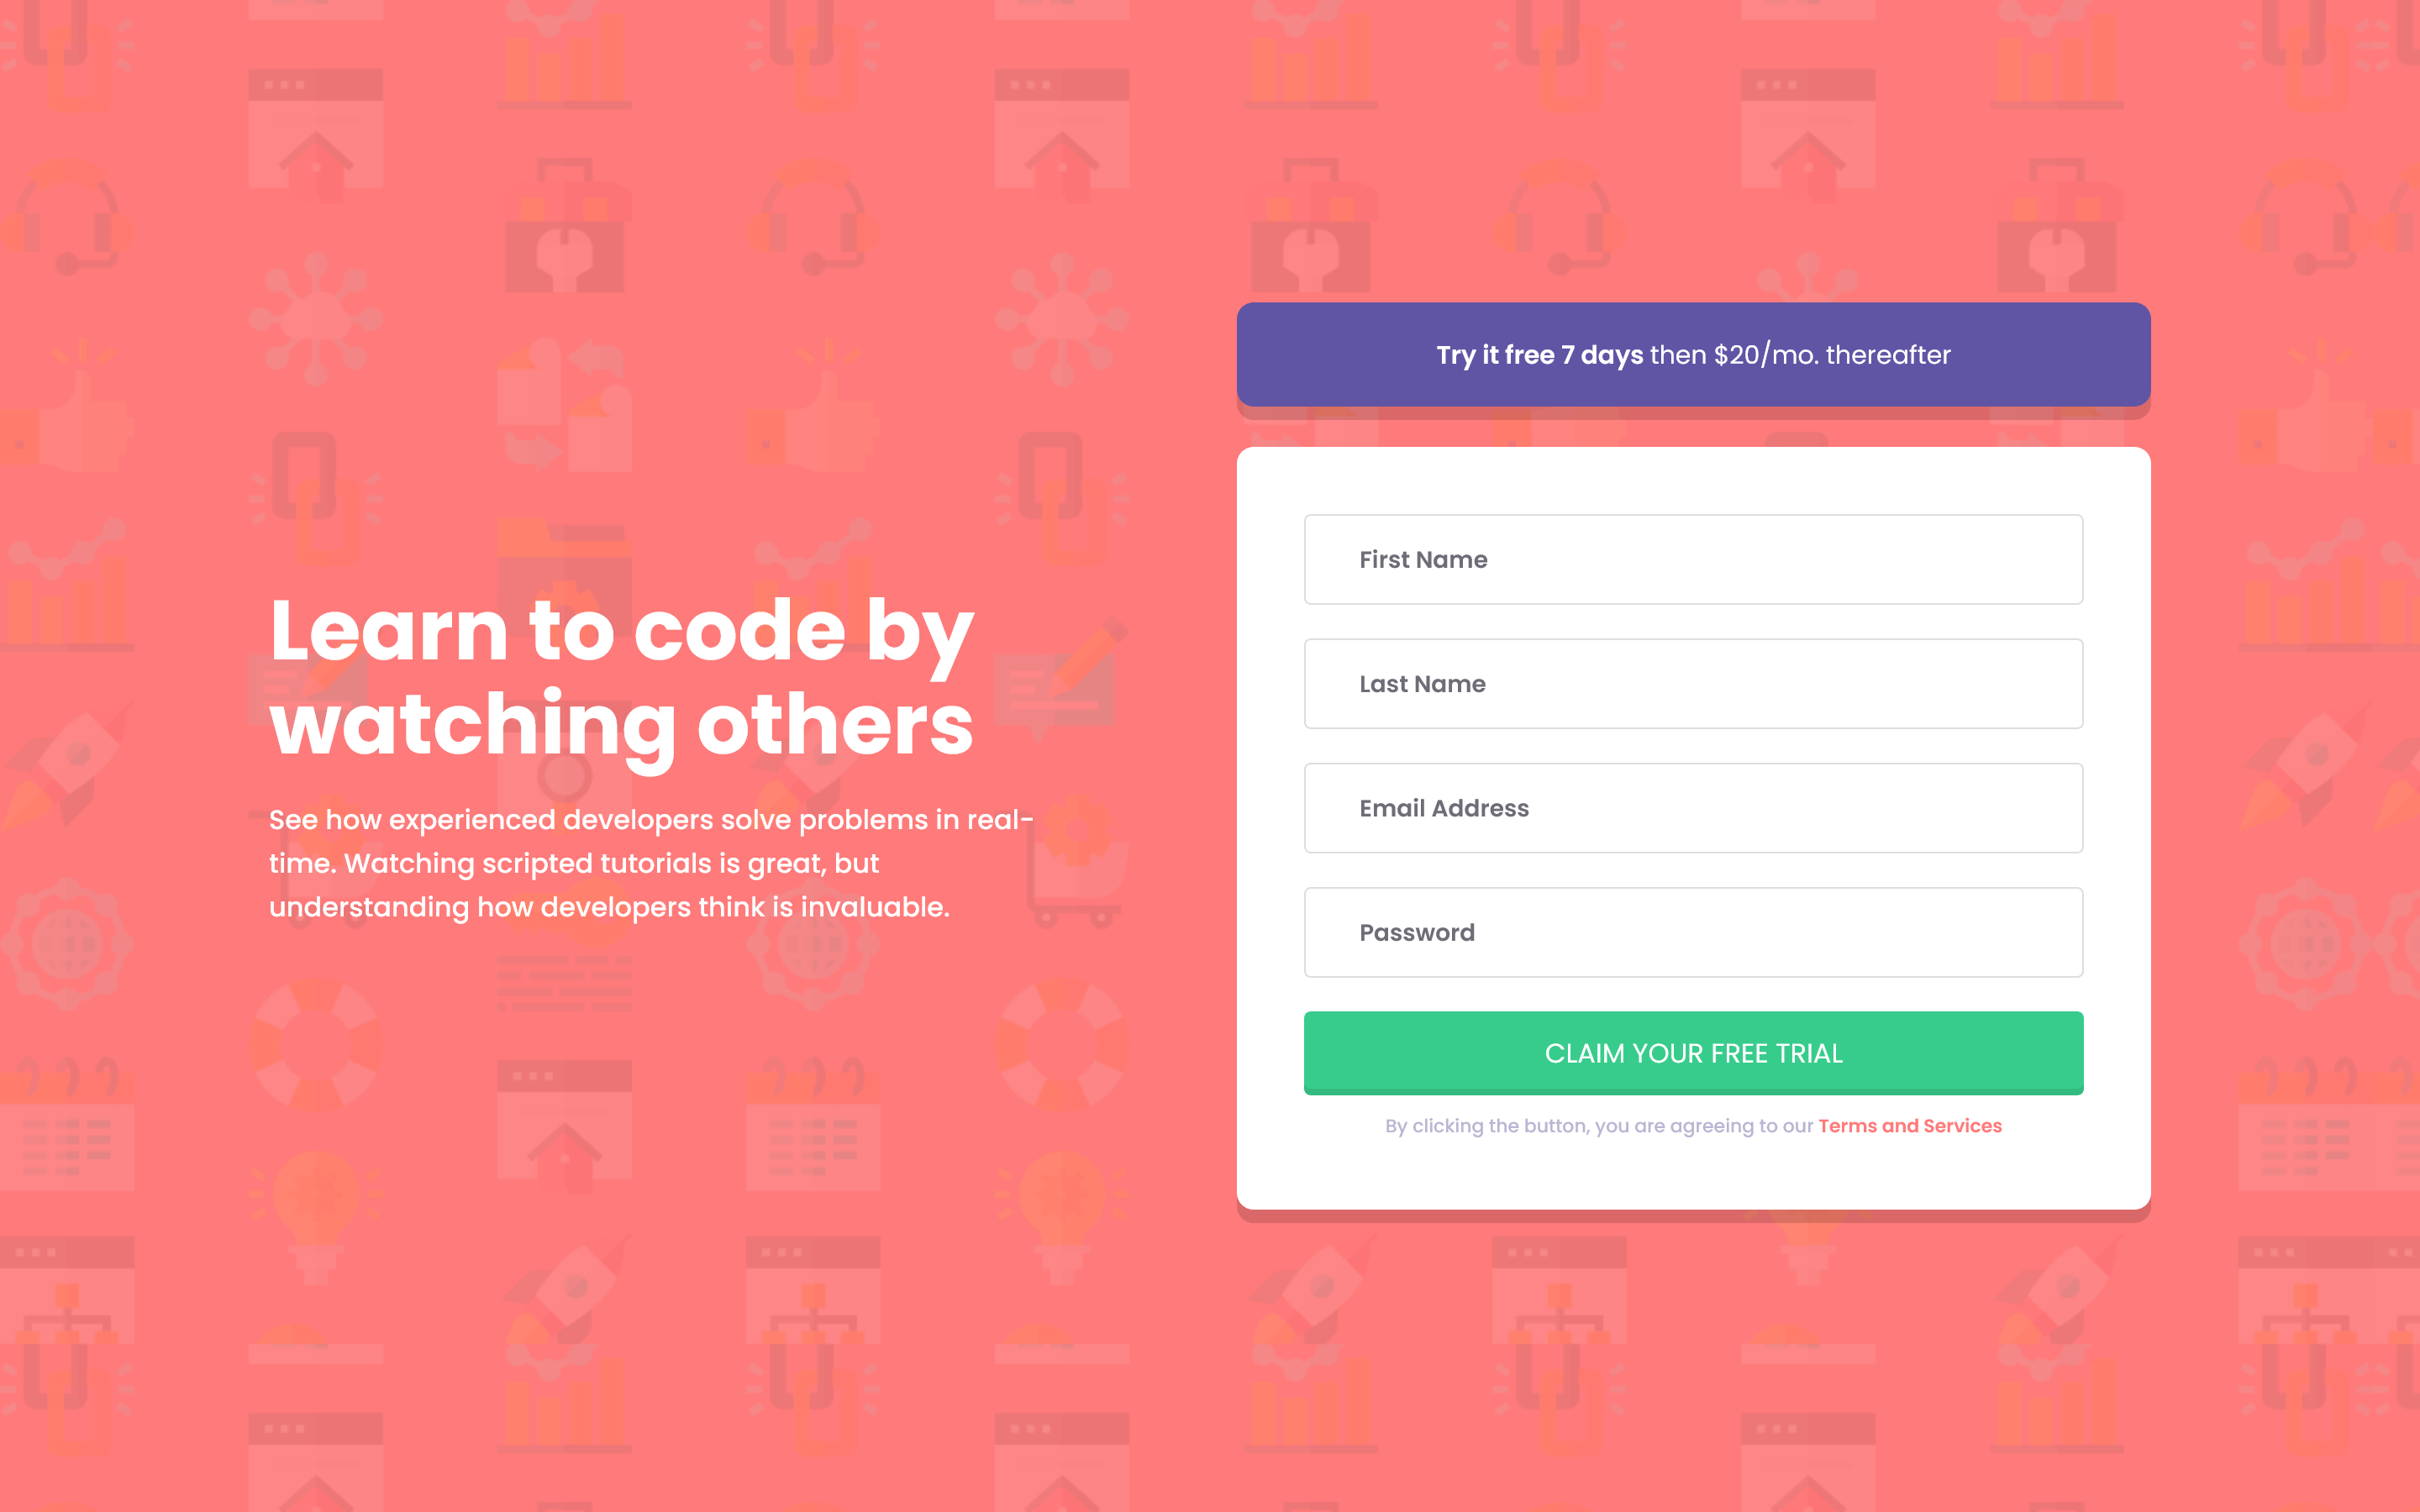 Learn to code by
watching others
See how experienced developers solve problems in real-
time. Watching scripted tutorials is great, but
understanding how developers think is invaluable.
Try it free 7 days then $20/mo. thereafter
First Name
Last Name
Email Address
Password
CLAIM YOUR FREE TRIAL
By clicking the button, you are agreeing to our Terms and Services